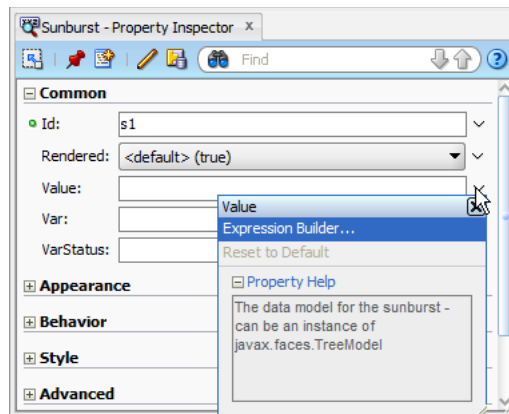 Sunburst - Property Inspector x
Find
Common
Id: s1
Rendered: <default> (true)
Value:
Var:
VarStatus:
Value
Expression Builder...
Reset to Default
Property Help
The data model for the sunburst -
can be an instance of
javax.faces.TreeModel
Appearance
Behavior
Style
Advanced